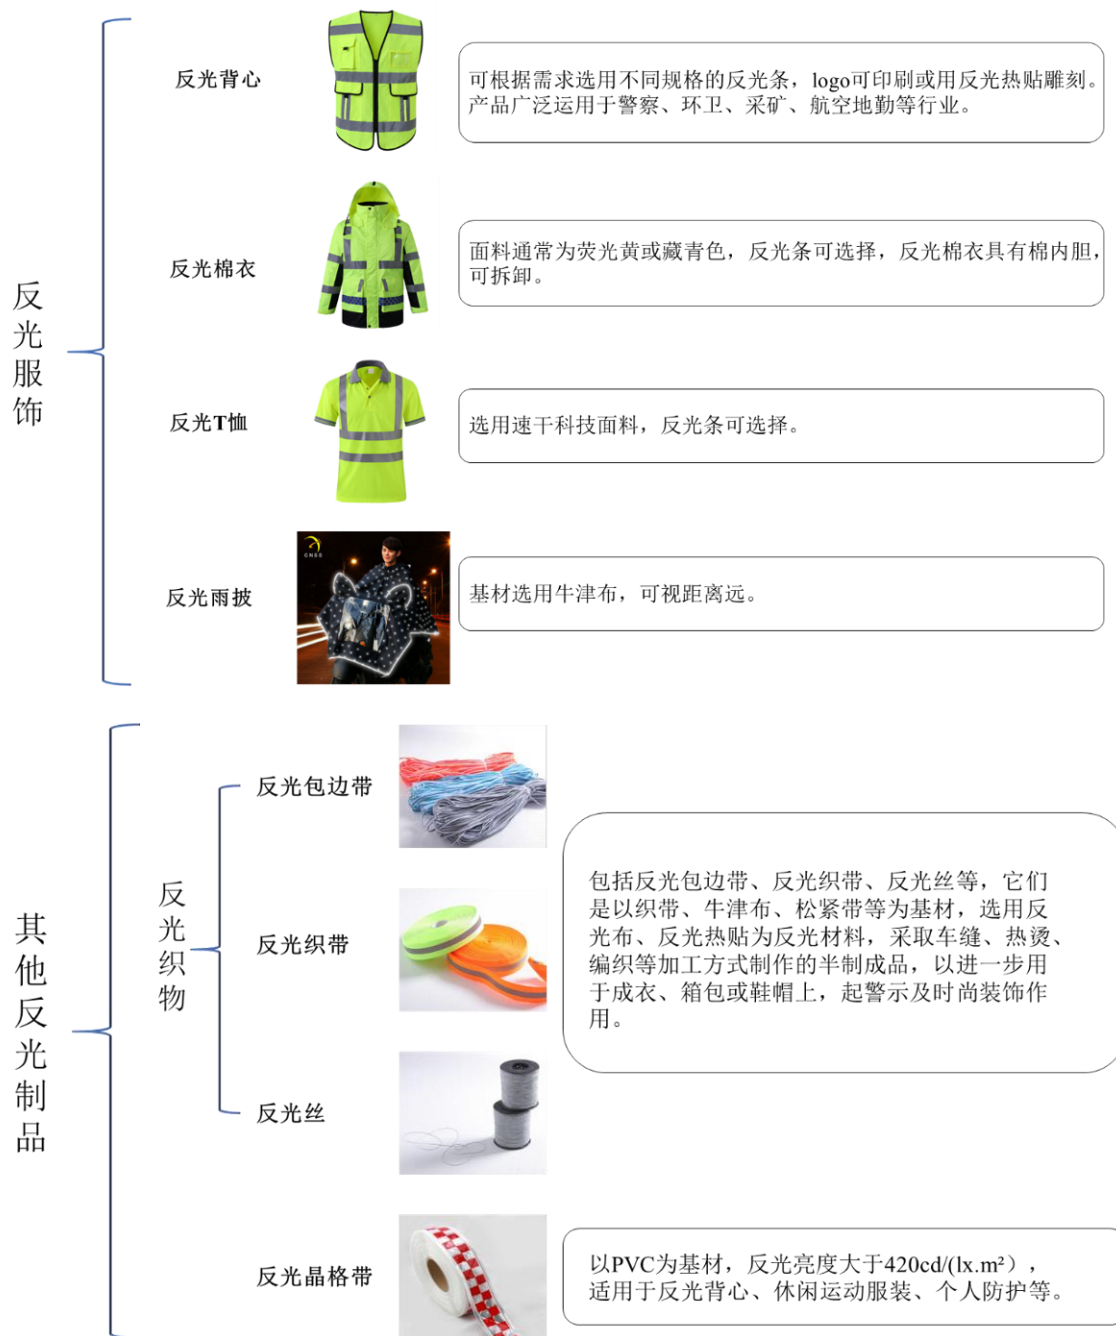 反光服饰
反光背心
可根据需求选用不同规格的反光条，logo可印刷或用反光热贴雕刻。
产品广泛运用于警察、环卫、采矿、航空地勤等行业。
反光棉衣
面料通常为荧光黄或藏青色，反光条可选择，反光棉衣具有棉内胆，
可拆卸。
反光T恤
选用速干科技面料，反光条可选择。
反光雨披
GNSS
基材选用牛津布，可视距离远。
其他反光制品
反光织物
反光包边带
反光织带
反光丝
包括反光包边带、反光织带、反光丝等，它们
是以织带、牛津布、松紧带等为基材，选用反
光布、反光热贴为反光材料，采取车缝、热烫、
编织等加工方式制作的半制成品，以进一步用
于成衣、箱包或鞋帽上，起警示及时尚装饰作
用。
反光晶格带
以PVC为基材，反光亮度大于420cd/(lx.m²），
适用于反光背心、休闲运动服装、个人防护等。